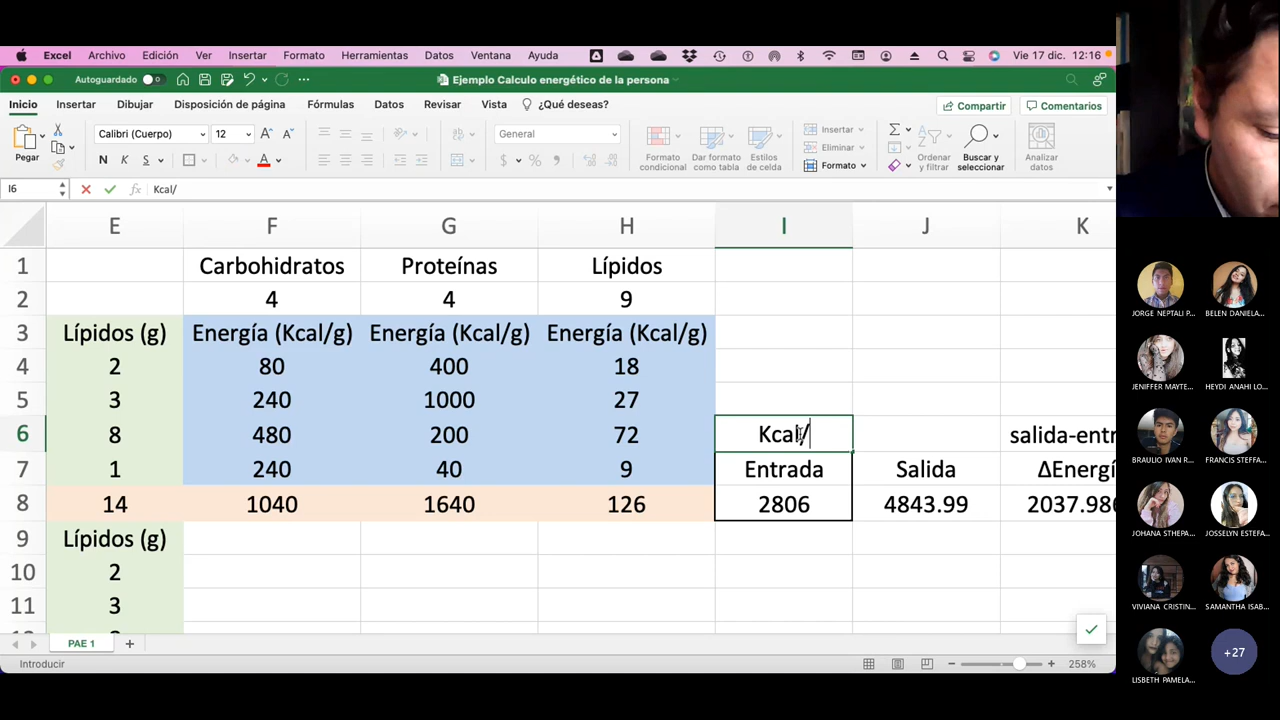 Excel Archivo Edición Ver Insertar Formato Herramientas Datos Ventana Ayuda Vie 17 dic. 12:16
Autoguardado Ejemplo Calculo energético de la persona
Inicio Insertar Dibujar Disposición de página Fórmulas Datos Revisar Vista ¿Qué deseas? Compartir Comentarios
Pegar Calibri (Cuerpo) 12 General Formato condicional Dar formato como tabla Estilos de celda Insertar Eliminar Formato Ordenar y filtrar Buscar y seleccionar Analizar datos
N K S A $ %
I6 fx Kcal/
E F G H I J K
1 Carbohidratos Proteínas Lípidos
2 4 4 9
3 Lípidos (g) Energía (Kcal/g) Energía (Kcal/g) Energía (Kcal/g)
4 2 80 400 18
5 3 240 1000 27
6 8 480 200 72 Kcal/ salida-entr
7 1 240 40 9 Entrada Salida ΔEnergí
8 14 1040 1640 126 2806 4843.99 2037.986
9 Lípidos (g)
10 2
11 3
PAE 1
Introducir 258%
JORGE NEPTALI P... BELEN DANIELA...
JENIFFER MAYTE... HEYDI ANAHI LO...
BRAULIO IVAN R... FRANCIS STEFFA...
JOHANA STHEPA... JOSSELYN ESTEFA...
VIVIANA CRISTIN... SAMANTHA ISAB...
LISBETH PAMELA... +27